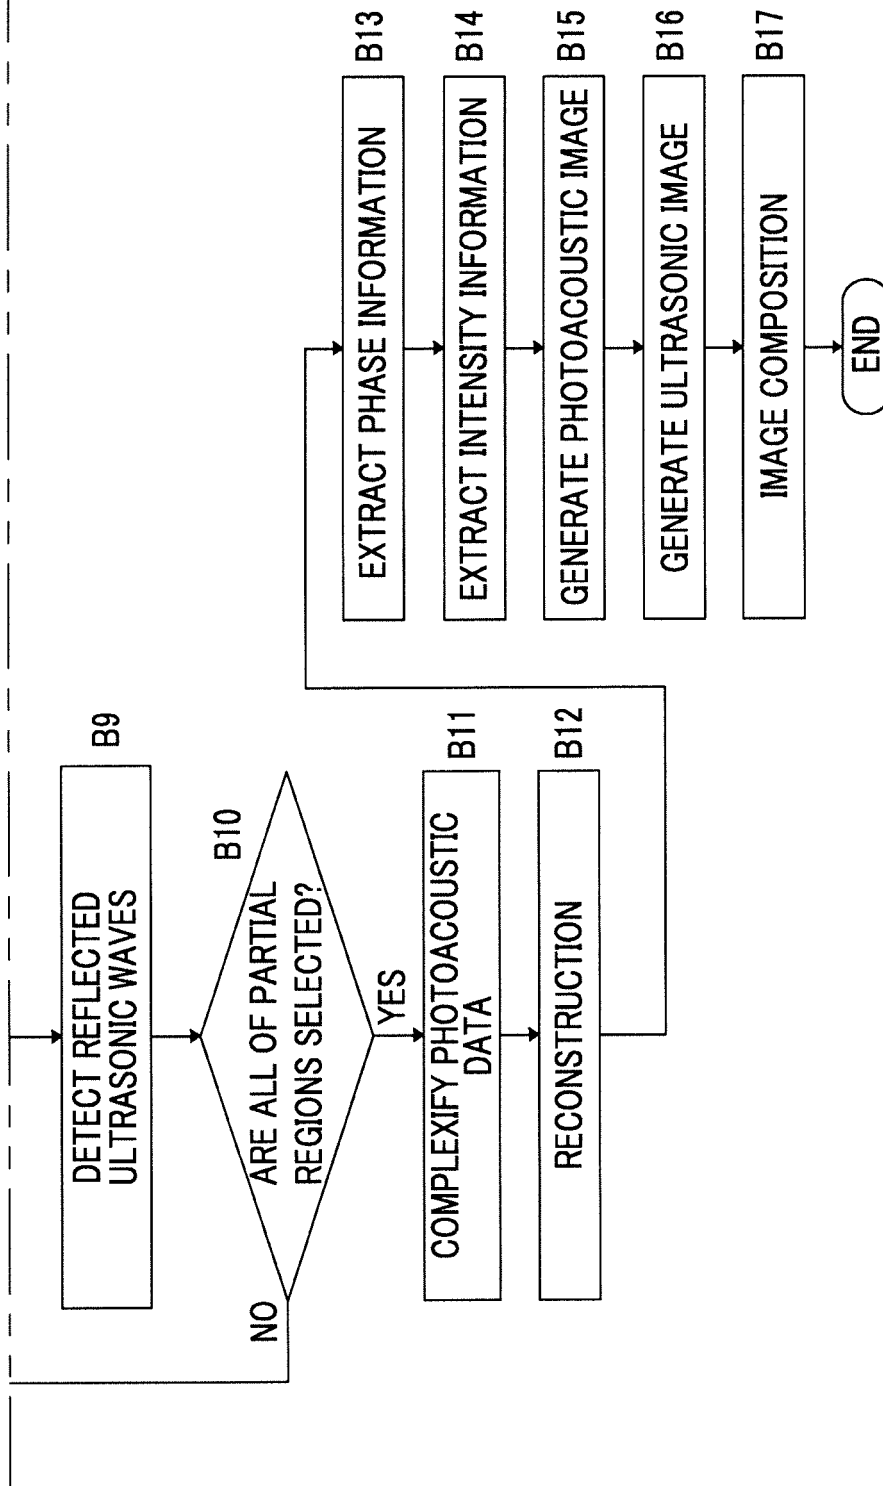 B9
DETECT REFLECTED
ULTRASONIC WAVES
B10
ARE ALL OF PARTIAL
REGIONS SELECTED?
NO
YES
B11
COMPLEXIFY PHOTOACOUSTIC
DATA
B12
RECONSTRUCTION
B13
EXTRACT PHASE INFORMATION
B14
EXTRACT INTENSITY INFORMATION
B15
GENERATE PHOTOACOUSTIC IMAGE
B16
GENERATE ULTRASONIC IMAGE
B17
IMAGE COMPOSITION
END